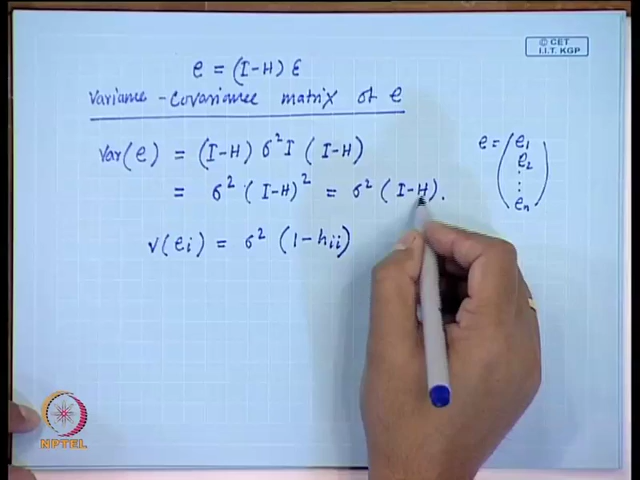 © CET
I.I.T. KGP
e = (I-H) ε
Variance - Covariance matrix of e
Var(e) = (I-H) σ²I (I-H)
= σ² (I-H)² = σ² (I-H).
e = (e₁
e₂
⋮
eₙ)
V(eᵢ) = σ² (1-hᵢᵢ)
NPTEL